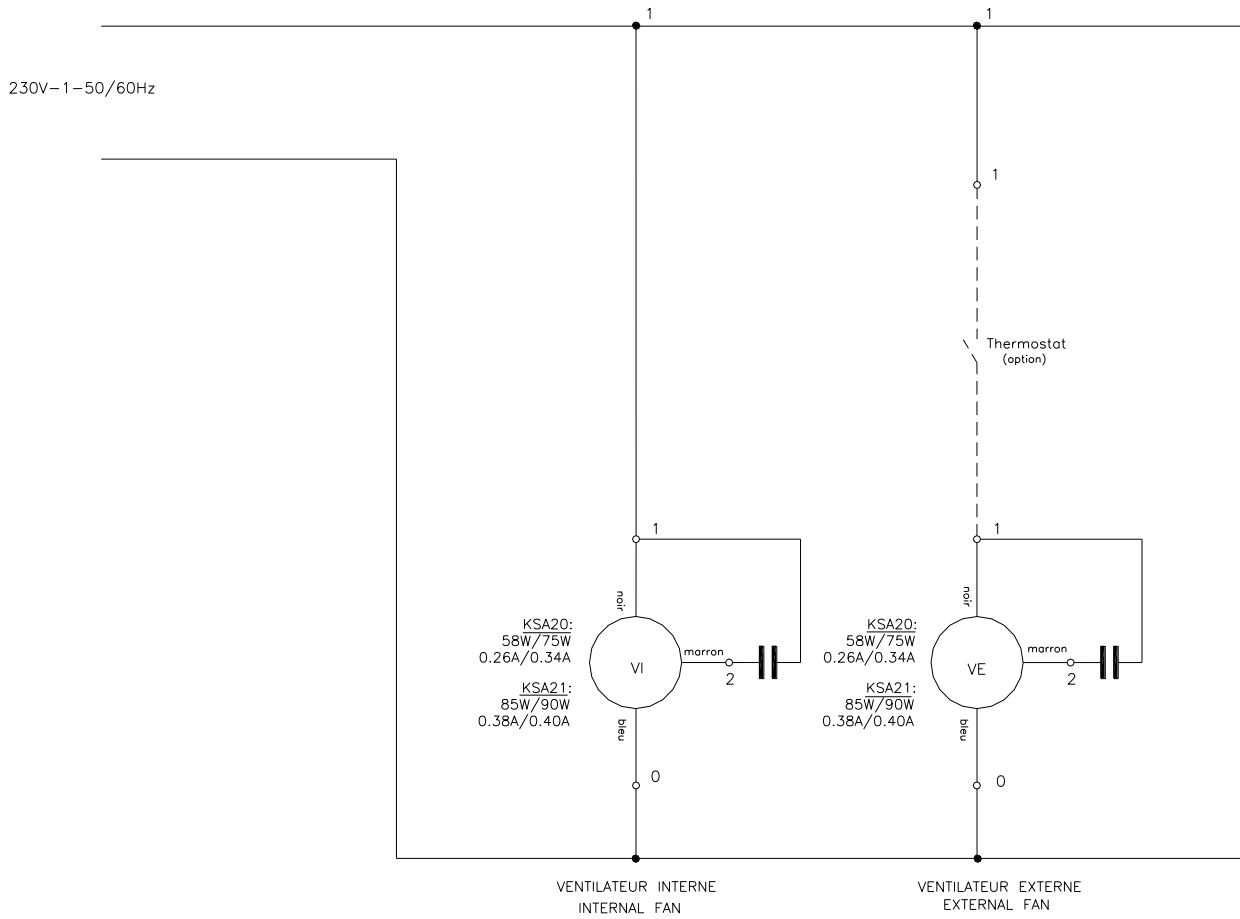 1
1
230V-1-50/60Hz
1
Thermostat
(option)
1
1
noir
noir
KSA20:
58W/75W
0.26A/0.34A
KSA21:
85W/90W
0.38A/0.40A
VI
marron
2
bleu
KSA20:
58W/75W
0.26A/0.34A
KSA21:
85W/90W
0.38A/0.40A
VE
marron
2
bleu
0
0
VENTILATEUR INTERNE
INTERNAL FAN
VENTILATEUR EXTERNE
EXTERNAL FAN